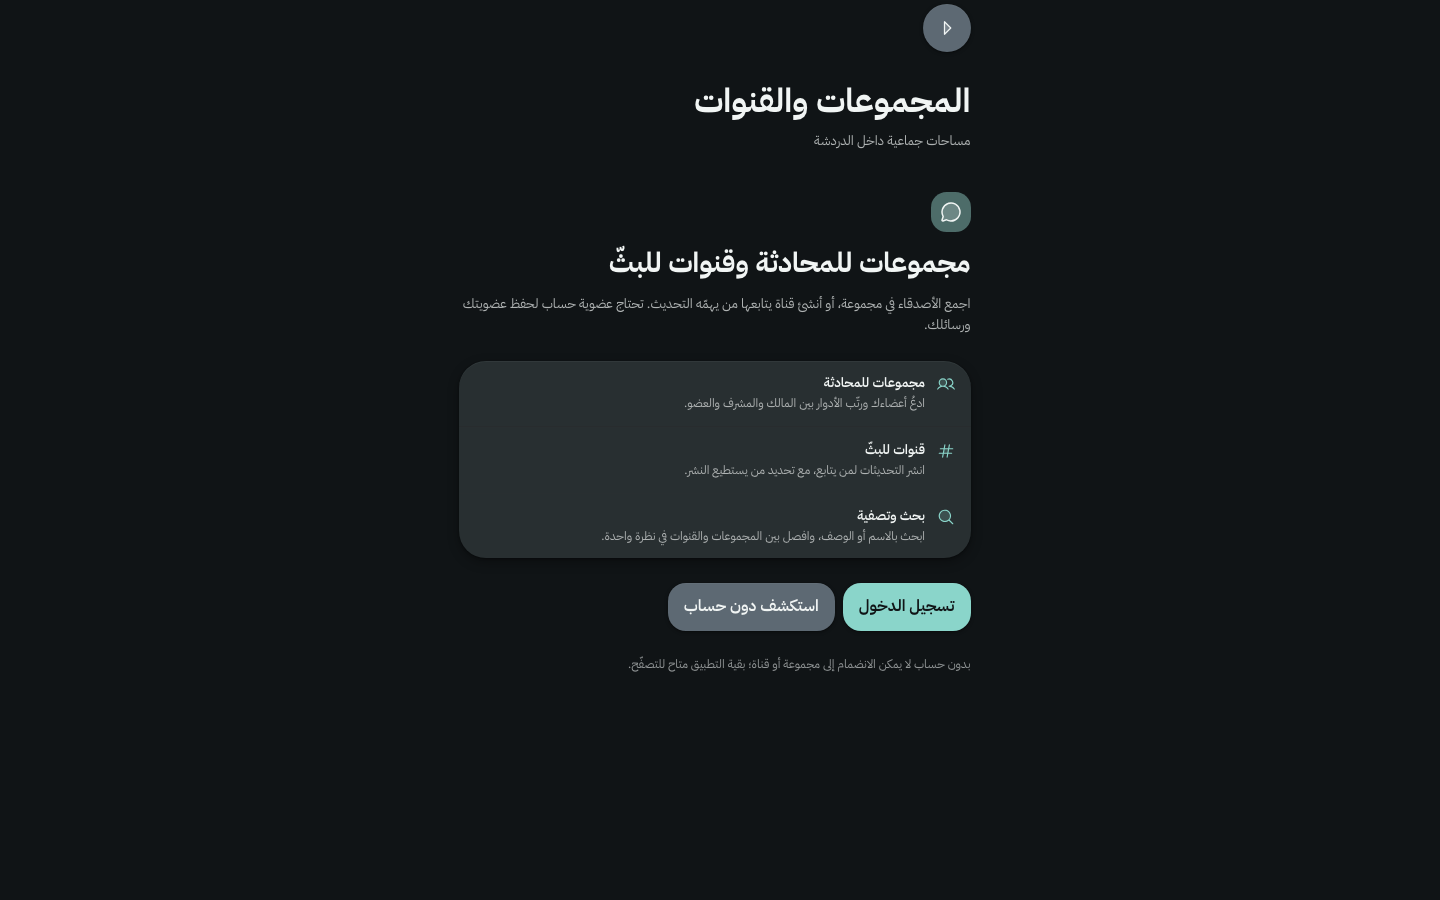 المجموعات والقنوات
مساحات جماعية داخل الدردشة
مجموعات للمحادثة وقنوات للبثّ
اجمع الأصدقاء في مجموعة، أو أنشئ قناة يتابعها من يهمّه التحديث. تحتاج عضوية حساب لحفظ عضويتك
ورسائلك.
مجموعات للمحادثة
ادعُ أعضاءك ورتّب الأدوار بين المالك والمشرف والعضو.
قنوات للبثّ
انشر التحديثات لمن يتابع، مع تحديد من يستطيع النشر.
بحث وتصفية
ابحث بالاسم أو الوصف، وافصل بين المجموعات والقنوات في نظرة واحدة.
تسجيل الدخول
استكشف دون حساب
بدون حساب لا يمكن الانضمام إلى مجموعة أو قناة؛ بقية التطبيق متاح للتصفّح.